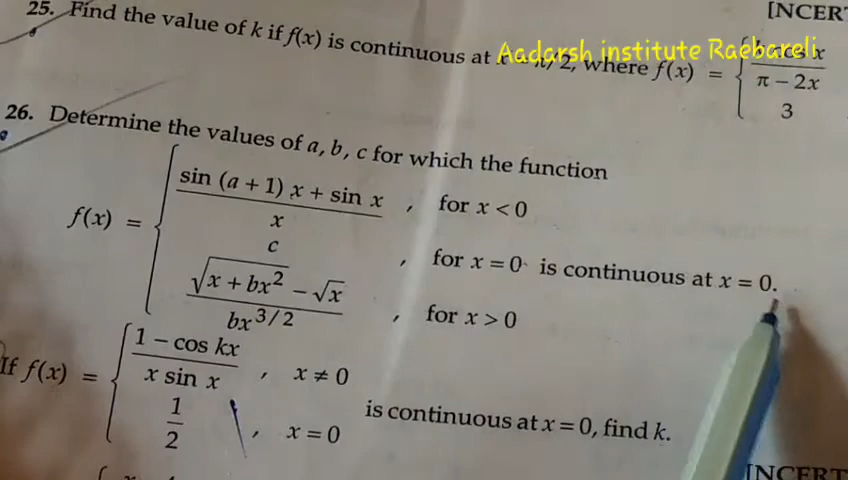 [NCERT
25. Find the value of k if f(x) is continuous at x = π/2, where f(x) = {
Aadarsh institute Raebareli
x
π − 2x
3
26. Determine the values of a, b, c for which the function
sin (a + 1) x + sin x / x , for x < 0
f(x) = { c , for x = 0 is continuous at x = 0.
√(x + bx²) − √x / bx^3/2 , for x > 0
1 − cos kx / x sin x , x ≠ 0
If f(x) = {
1/2 , x = 0 is continuous at x = 0, find k.
[NCERT